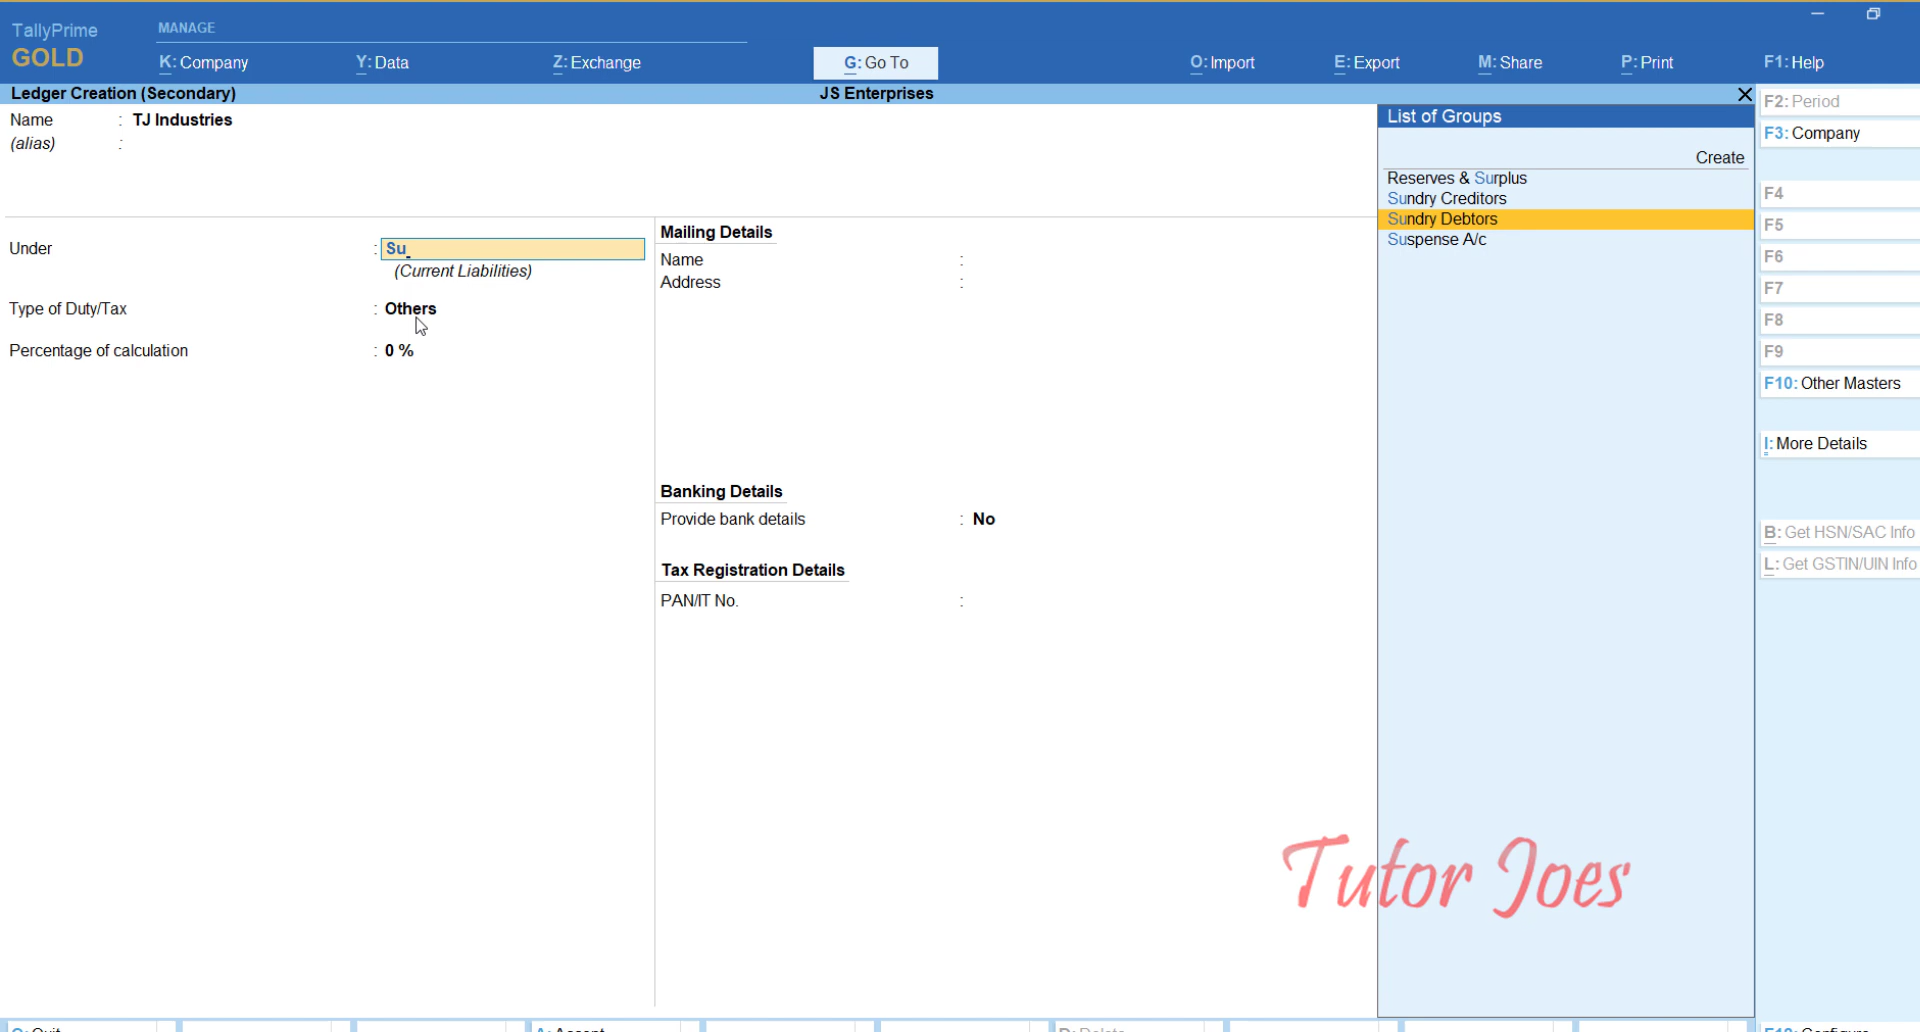 TallyPrime
GOLD
MANAGE
K: Company
Y: Data
Z: Exchange
G: Go To
O: Import
E: Export
M: Share
P: Print
F1: Help
Ledger Creation (Secondary)
JS Enterprises
Name : TJ Industries
(alias) :
Under : Su
(Current Liabilities)
Type of Duty/Tax : Others
Percentage of calculation : 0 %
Mailing Details
Name :
Address :
Banking Details
Provide bank details : No
Tax Registration Details
PAN/IT No. :
List of Groups
Create
Reserves & Surplus
Sundry Creditors
Sundry Debtors
Suspense A/c
F2: Period
F3: Company
F4
F5
F6
F7
F8
F9
F10: Other Masters
I: More Details
B: Get HSN/SAC Info
L: Get GSTIN/UIN Info
Tutor Joes